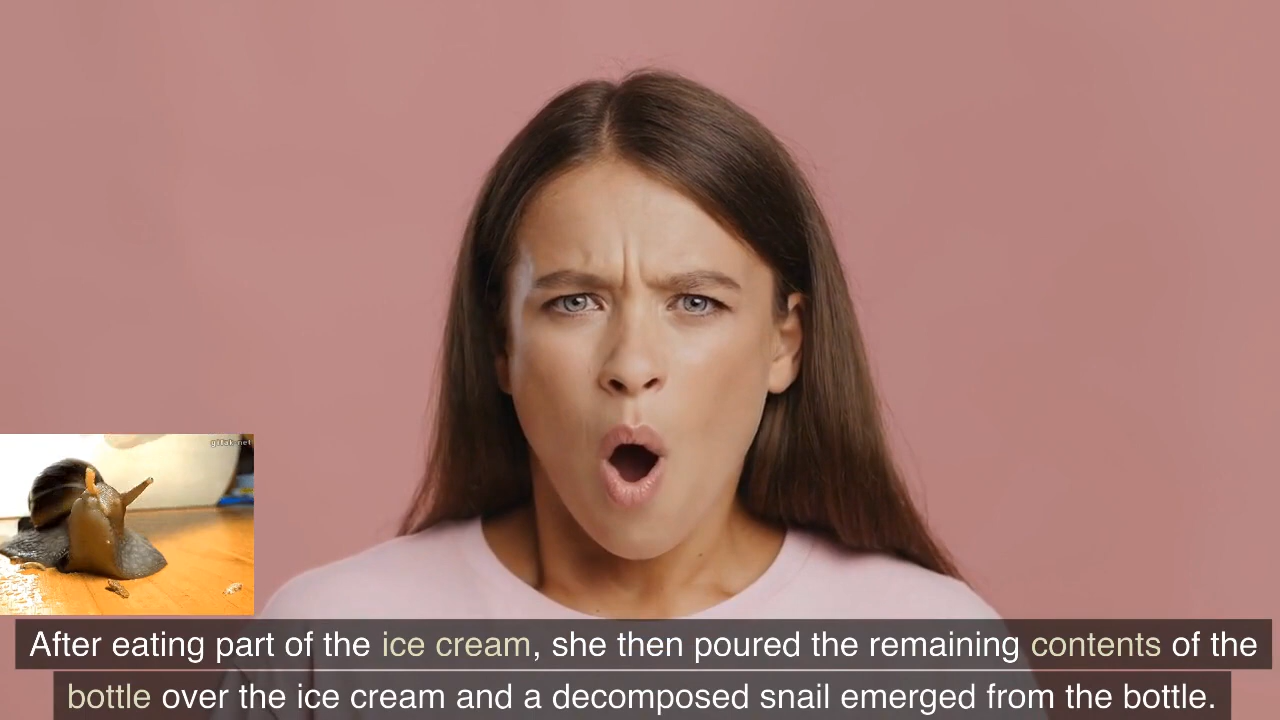 After eating part of the ice cream, she then poured the remaining contents of the
bottle over the ice cream and a decomposed snail emerged from the bottle.